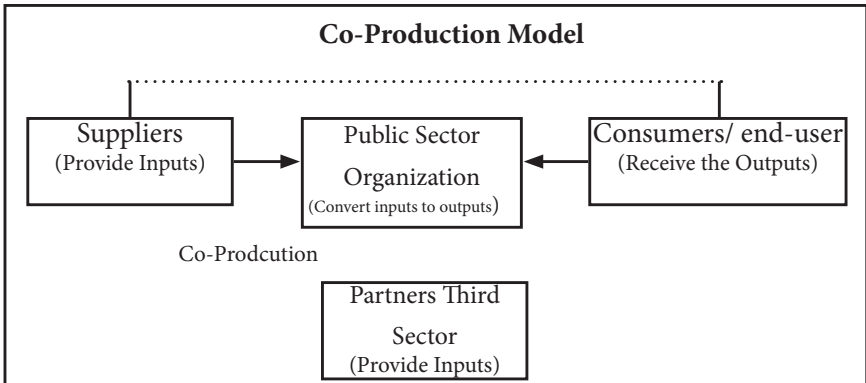 Co-Production Model
Suppliers
(Provide Inputs)
Public Sector
Organization
(Convert inputs to outputs)
Consumers/ end-user
(Receive the Outputs)
Co-Prodcution
Partners Third
Sector
(Provide Inputs)